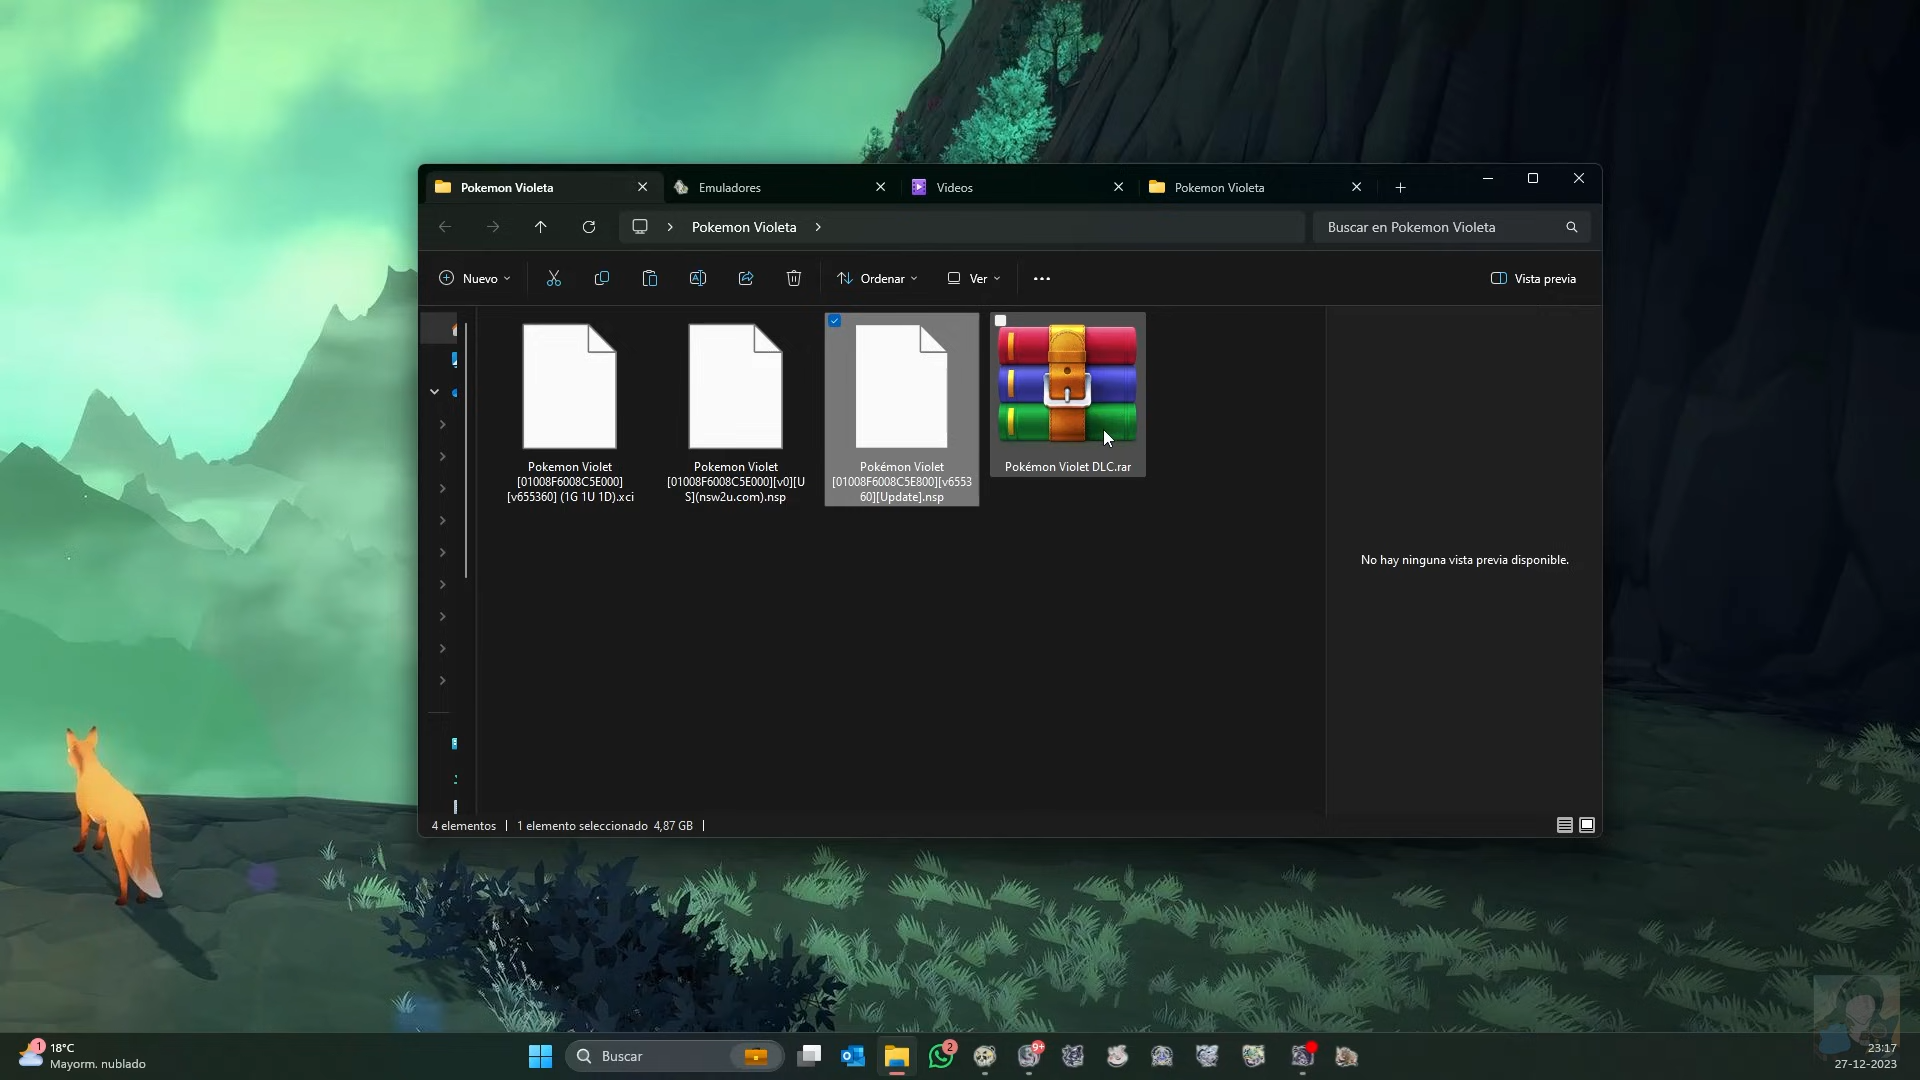 Pokemon Violeta
Emuladores
Videos
Pokemon Violeta
Pokemon Violeta
Buscar en Pokemon Violeta
Nuevo
Ordenar
Ver
Vista previa
Pokemon Violet
[01008F6008C5E000]
[v655360] (1G 1U 1D).xci
Pokemon Violet
[01008F6008C5E000][v0][U
S](nsw2u.com).nsp
Pokémon Violet
[01008F6008C5E800][v6553
60][Update].nsp
Pokémon Violet DLC.rar
No hay ninguna vista previa disponible.
4 elementos
1 elemento seleccionado 4,87 GB
1
18°C
Mayorm. nublado
Buscar
2
9+
23:17
27-12-2023